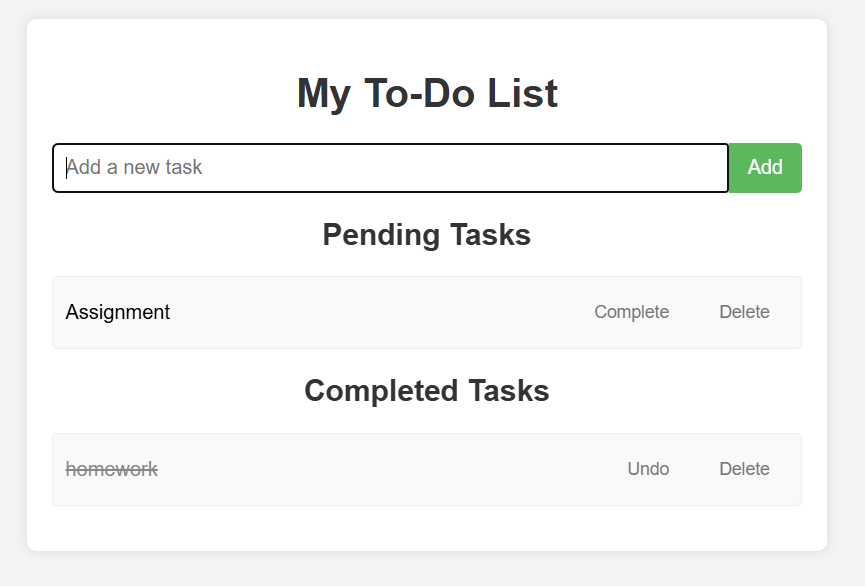 My To-Do List
Add a new task Add
Pending Tasks
Assignment Complete Delete
Completed Tasks
homework Undo Delete